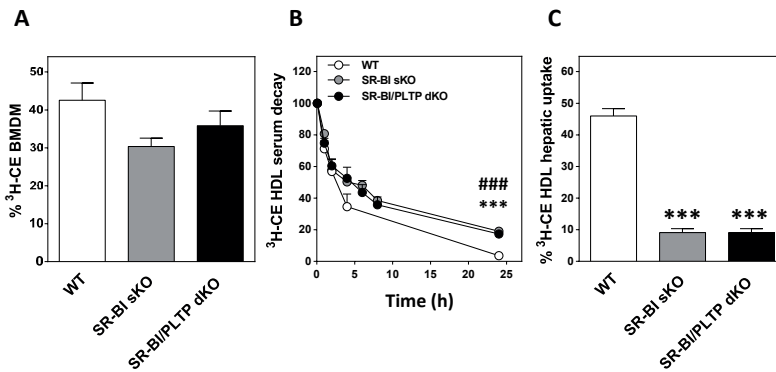 A
% ³H-CE BMDM
50
40
30
20
10
0
WT
SR-BI sKO
SR-BI/PLTP dKO
B
³H-CE HDL serum decay
WT
SR-BI sKO
SR-BI/PLTP dKO
120
100
80
60
40
20
0
###
***
0
5
10
15
20
25
Time (h)
C
% ³H-CE HDL hepatic uptake
60
50
40
30
20
10
0
***
***
WT
SR-BI sKO
SR-BI/PLTP dKO